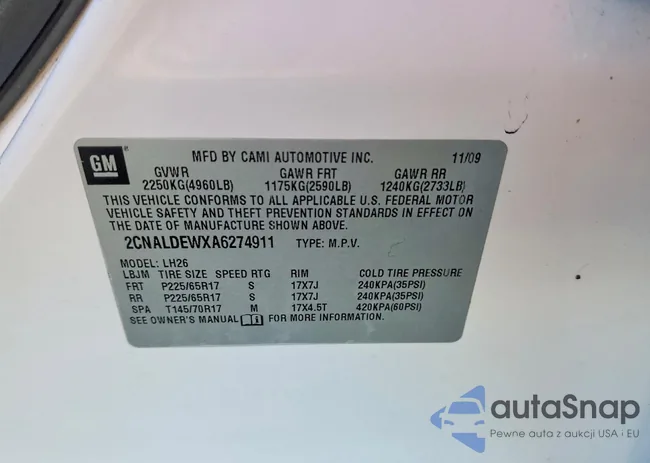 GM
MFD BY CAMI AUTOMOTIVE INC. 11/09
GVWR GAWR FRT GAWR RR
2250KG(4960LB) 1175KG(2590LB) 1240KG(2733LB)
THIS VEHICLE CONFORMS TO ALL APPLICABLE U.S. FEDERAL MOTOR
VEHICLE SAFETY AND THEFT PREVENTION STANDARDS IN EFFECT ON
THE DATE OF MANUFACTURE SHOWN ABOVE.
2CNALDEWXA6274911 TYPE: M.P.V.
MODEL: LH26
LBJM TIRE SIZE SPEED RTG RIM COLD TIRE PRESSURE
FRT P225/65R17 S 17X7J 240KPA(35PSI)
RR P225/65R17 S 17X7J 240KPA(35PSI)
SPA T145/70R17 M 17X4.5T 420KPA(60PSI)
SEE OWNER'S MANUAL FOR MORE INFORMATION.
autaSnap
Pewne auta z aukcji USA i EU